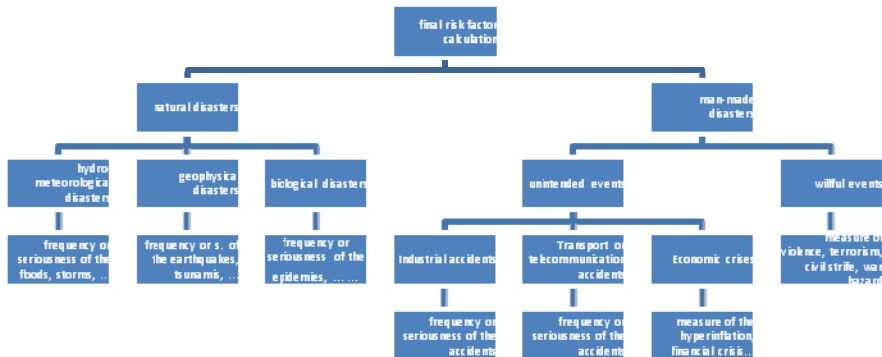 final risk factor
calculation
natural disasters
man-made
disasters
hydro-
meteorological
disasters
geophysical
disasters
biological disasters
unintended events
willful events
frequency or
seriousness of the
floods, storms, ...
frequency or s. of
the earthquakes,
tsunamis, ...
frequency or
seriousness of the
epidemies, ... ...
Industrial accidents
Transport or
telecommunication
accidents
Economic crises
measure of
violence, terrorism,
civil strife, war
hazard
frequency or
seriousness of the
accidents
frequency or
seriousness of the
accidents
measure of the
hyperinflation,
financial crisis...